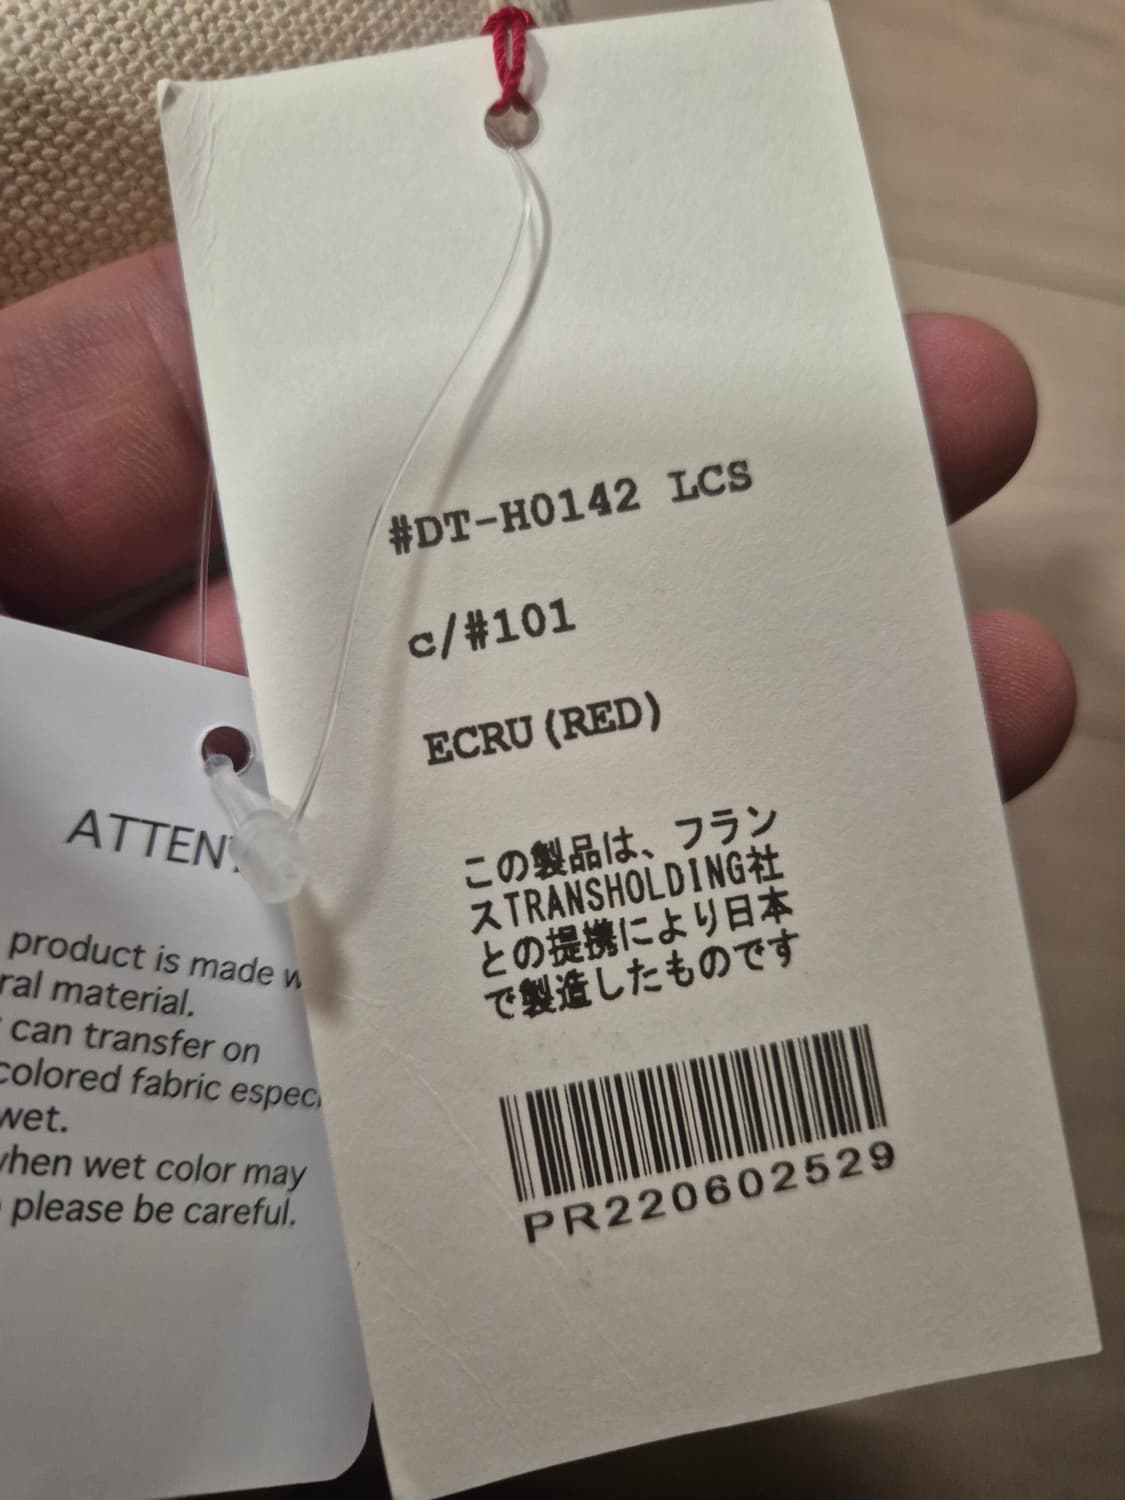 #DT-H0142 LCS
c/#101
ECRU(RED)
この製品は、フラン
スTRANSHOLDING社
との提携により日本
で製造したものです
PR220602529
product is made
material.
can transfer on
colored fabric
wet.
when wet color may
please be careful.